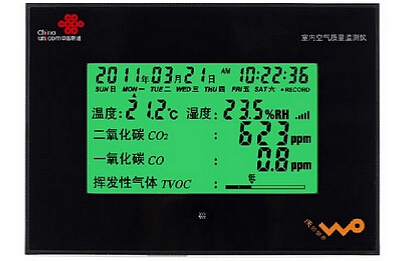 China
unicom中国联通
室内空气质量监测仪
2011年03月21日 AM 10:22:36
SUN日 MON一 TUE二 WED三 THU四 FRI五 SAT六 RECORD
温度:21.2℃ 湿度:23.5%RH
二氧化碳 CO2 : 623 ppm
一氧化碳 CO : 0.8 ppm
挥发性气体 TVOC :
低
wo